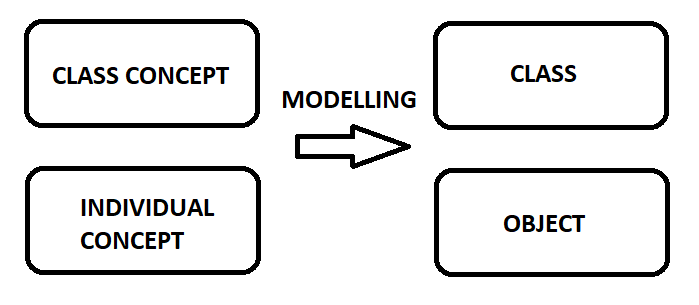 CLASS CONCEPT
MODELLING
CLASS
INDIVIDUAL
CONCEPT
OBJECT